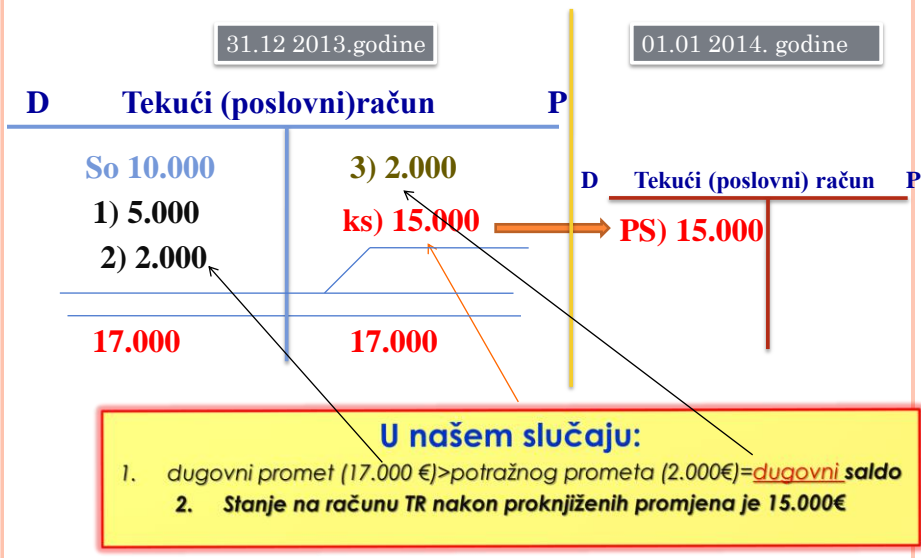 31.12 2013.godine
01.01 2014. godine
D Tekući (poslovni)račun P
So 10.000
3) 2.000
1) 5.000
ks) 15.000
2) 2.000
17.000
17.000
D Tekući (poslovni) račun P
PS) 15.000
U našem slučaju:
1. dugovni promet (17.000 €)>potražnog prometa (2.000€)=dugovni saldo
2. Stanje na računu TR nakon proknjiženih promjena je 15.000€